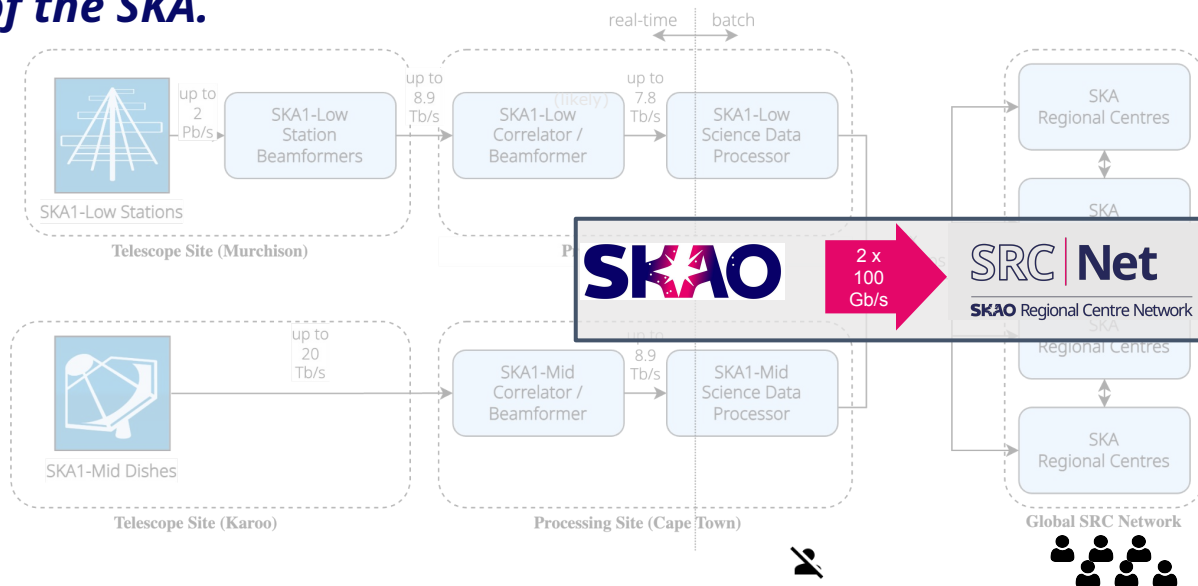 of the SKA.
real-time
batch
up to
2
Pb/s
SKA1-Low
Station
Beamformers
up to
8.9
Tb/s
(likely)
SKA1-Low
Correlator /
Beamformer
up to
7.8
Tb/s
SKA1-Low
Science Data
Processor
SKA
Regional Centres
SKA1-Low Stations
Telescope Site (Murchison)
SKA
SKAO
2 x
100
Gb/s
SRC | Net
SKAO Regional Centre Network
up to
20
Tb/s
SKA1-Mid
Correlator /
Beamformer
up to
8.9
Tb/s
SKA1-Mid
Science Data
Processor
SKA
Regional Centres
SKA1-Mid Dishes
SKA
Regional Centres
Telescope Site (Karoo)
Processing Site (Cape Town)
Global SRC Network